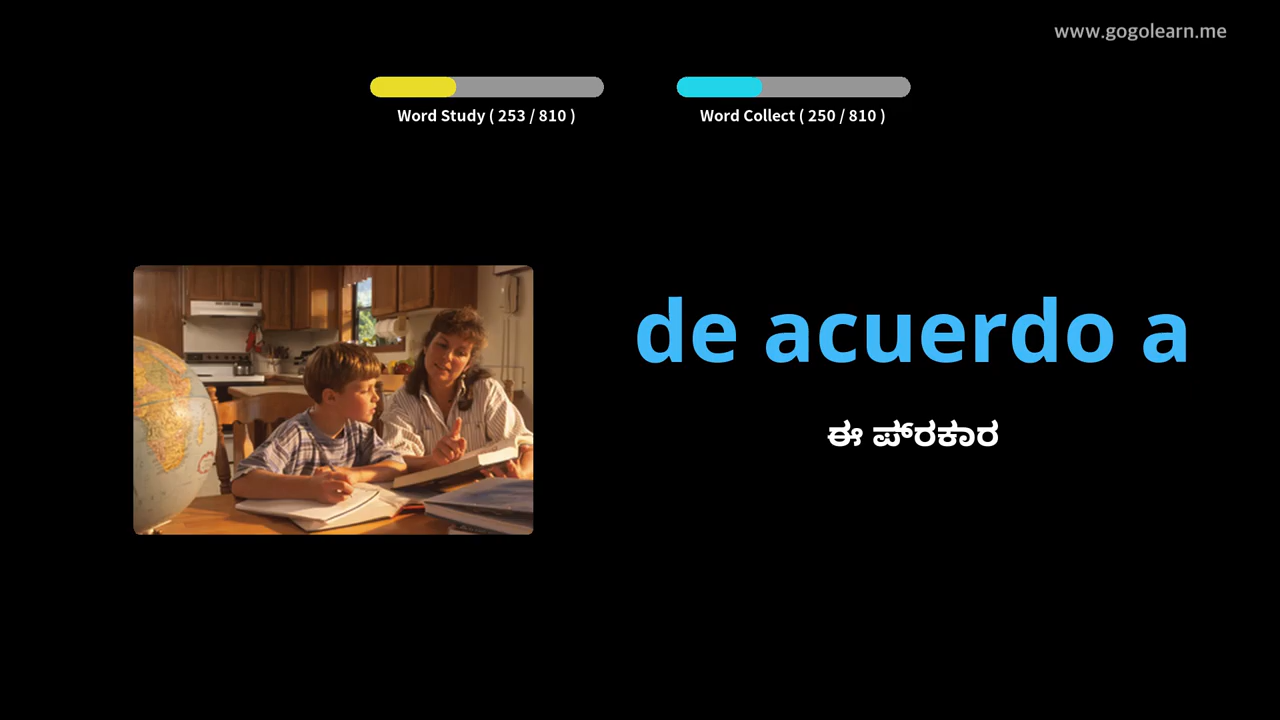 www.gogolearn.me
Word Study ( 253 / 810 )
Word Collect ( 250 / 810 )
de acuerdo a
ಈ ಪ್ರಕಾರ